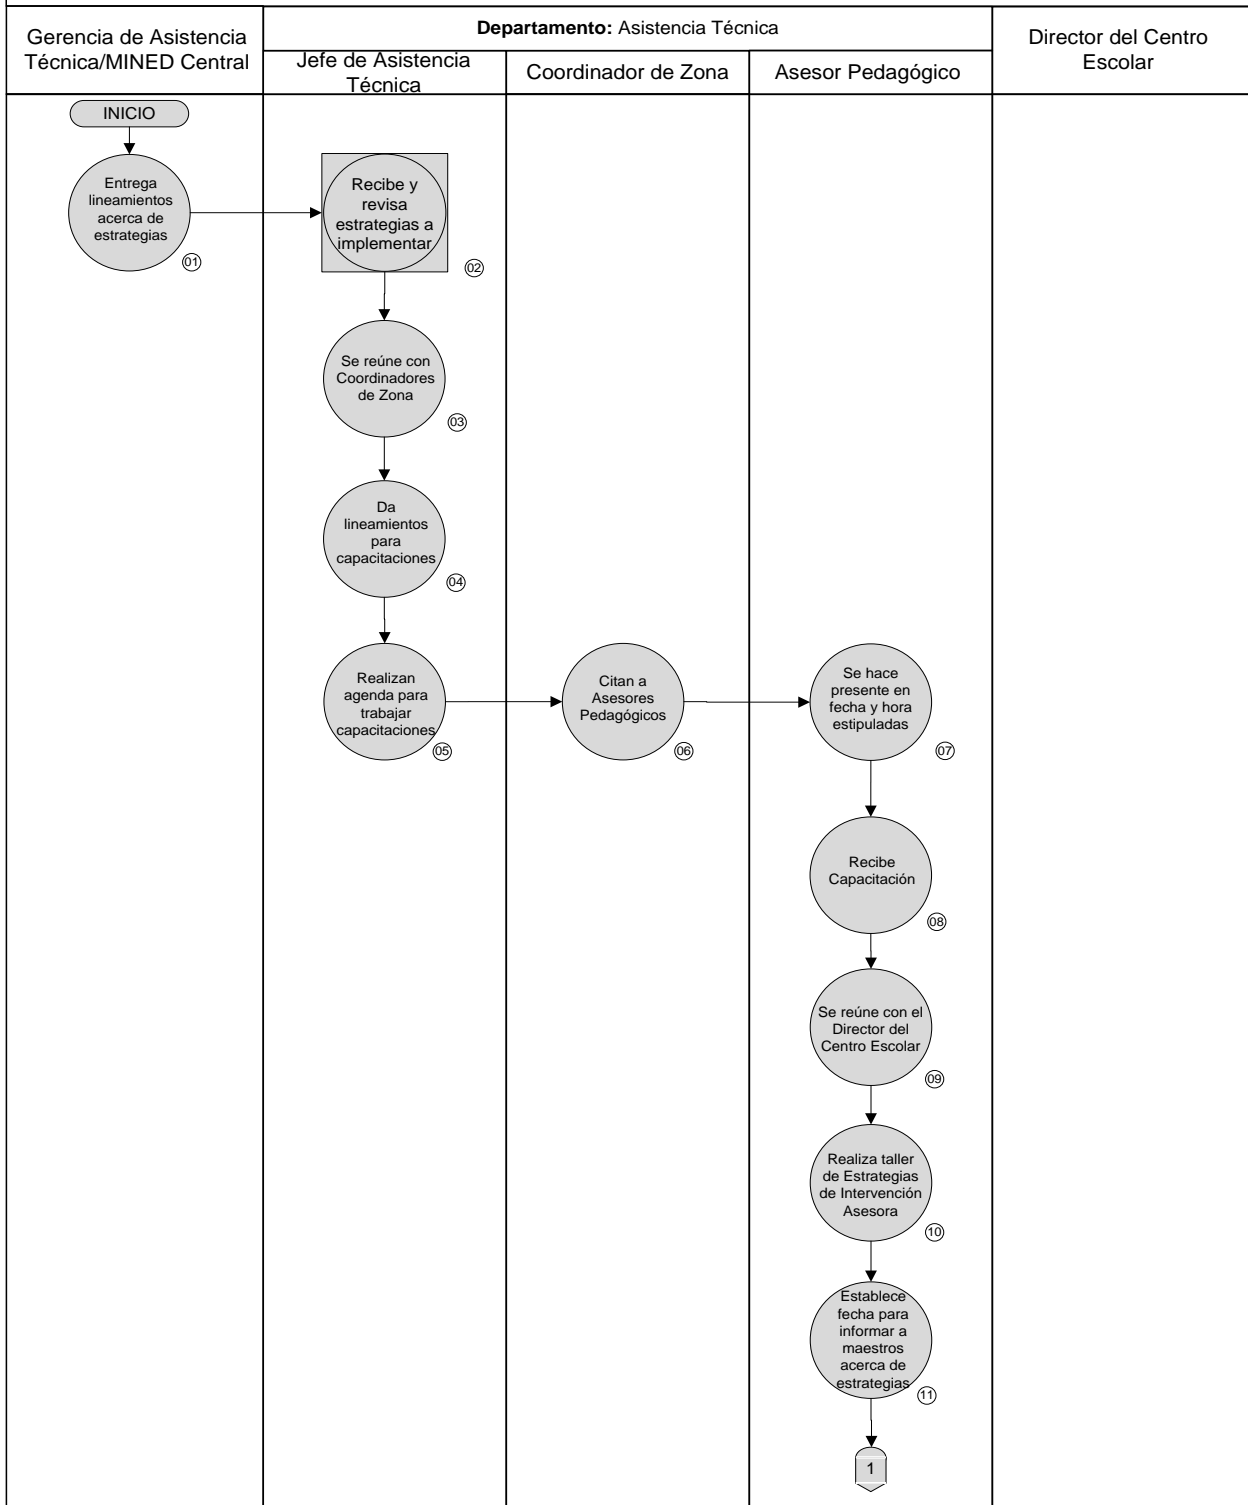 Gerencia de Asistencia
Técnica/MINED Central
Departamento: Asistencia Técnica
Jefe de Asistencia
Técnica
Coordinador de Zona
Asesor Pedagógico
Director del Centro
Escolar
INICIO
Entrega
lineamientos
acerca de
estrategias
01
Recibe y
revisa
estrategias a
implementar
02
Se reúne con
Coordinadores
de Zona
03
Da
lineamientos
para
capacitaciones
04
Realizan
agenda para
trabajar
capacitaciones
05
Citan a
Asesores
Pedagógicos
06
Se hace
presente en
fecha y hora
estipuladas
07
Recibe
Capacitación
08
Se reúne con el
Director del
Centro Escolar
09
Realiza taller
de Estrategias
de Intervención
Asesora
10
Establece
fecha para
informar a
maestros
acerca de
estrategias
11
1